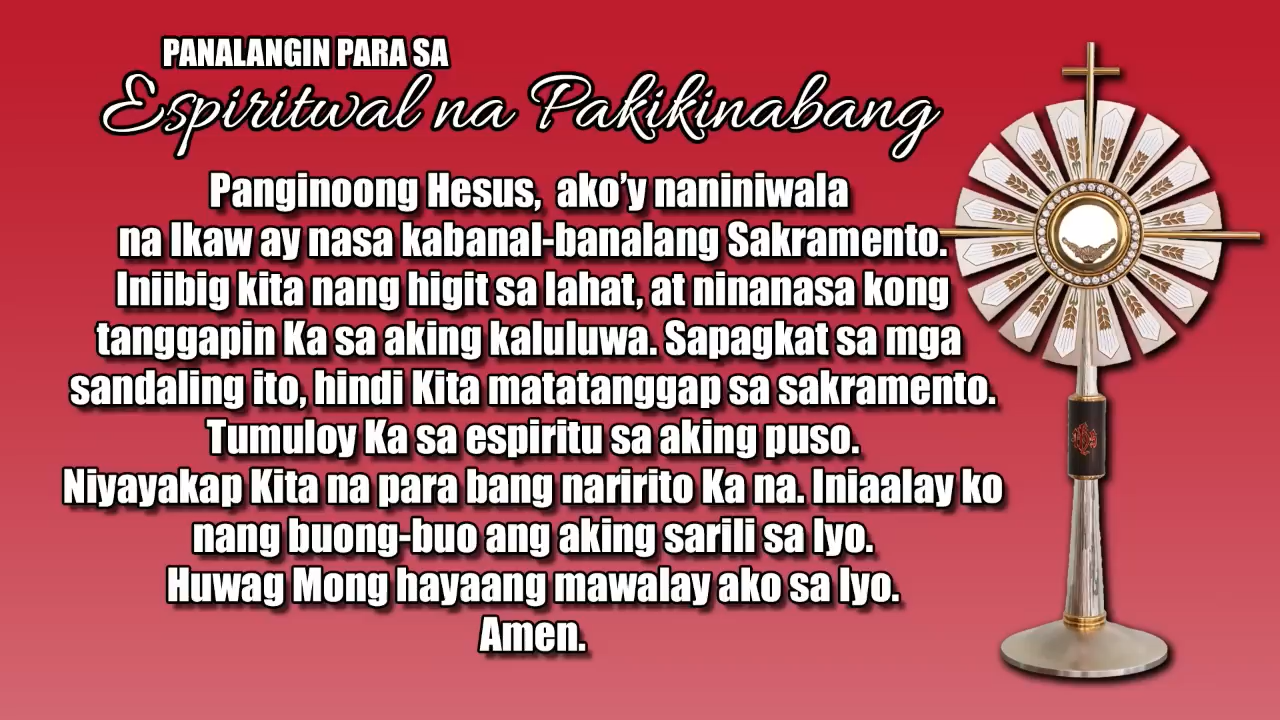 PANALANGIN PARA SA
Espiritwal na Pakikinabang
Panginoong Hesus, ako’y naniniwala
na Ikaw ay nasa kabanal-banalang Sakramento.
Iniibig kita nang higit sa lahat, at ninanasa kong
tanggapin Ka sa aking kaluluwa. Sapagkat sa mga
sandaling ito, hindi Kita matatanggap sa sakramento.
Tumuloy Ka sa espiritu sa aking puso.
Niyayakap Kita na para bang naririto Ka na. Iniaalay ko
nang buong-buo ang aking sarili sa Iyo.
Huwag Mong hayaang mawalay ako sa Iyo.
Amen.